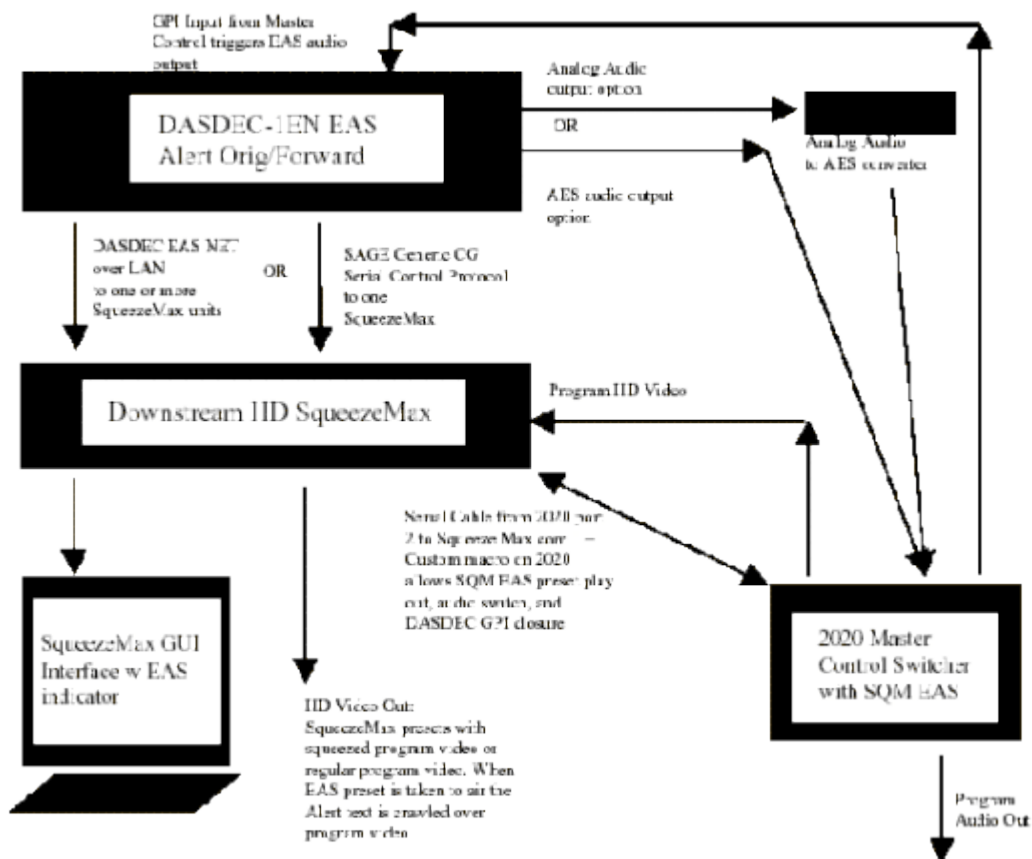 GPI Input from Master
Control triggers EAS audio
output
DASDEC-1EN EAS
Alert Orig/Forward
Analog Audio
output option
OR
AES audio output
option
Analog Audio
to AES converter
DASDEC EAS NET
over LAN
to one or more
SqueezeMax units
OR
SAGE Generic CG
Serial Control Protocol
to one
SqueezeMax
Downstream HD SqueezeMax
Program HD Video
Serial Cable from 2020 port
2 to Squeeze Max com –
Custom macro on 2020
allows SQM EAS preset play
out, audio switch, and
DASDEC GPI closure
SqueezeMax GUI
Interface w EAS
indicator
HD Video Out:
SqueezeMax presets with
squeezed program video or
regular program video. When
EAS preset is taken to air the
Alert text is crawled over
program video
2020 Master
Control Switcher
with SQM EAS
Program
Audio Out